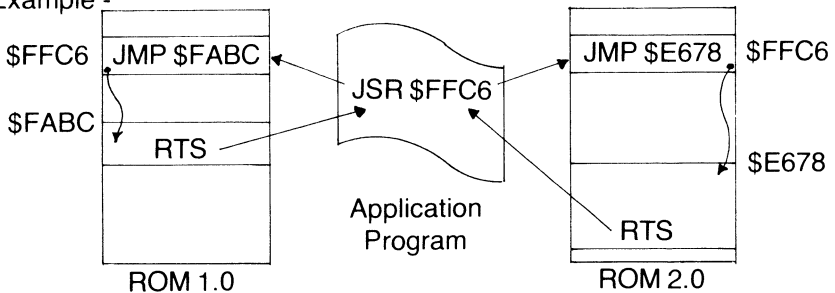 Example -
$FFC6
JMP $FABC
JSR $FFC6
JMP $E678
$FFC6
$FABC
RTS
$E678
Application
Program
RTS
ROM 1.0
ROM 2.0